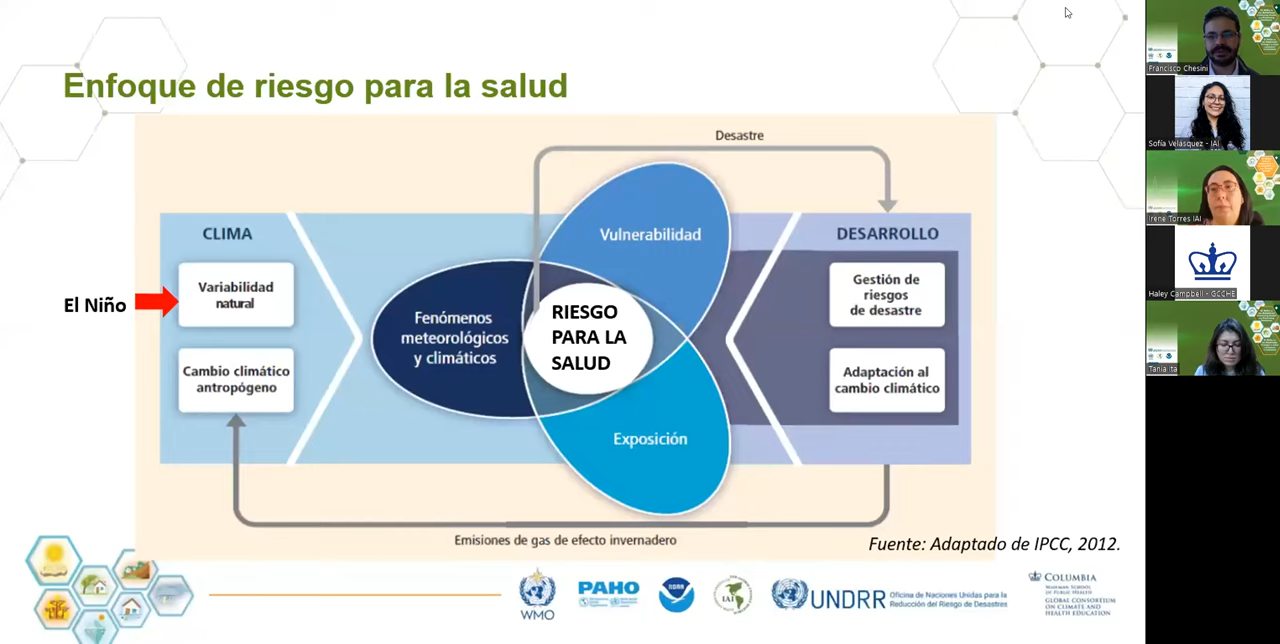 Enfoque de riesgo para la salud
Desastre
CLIMA
Variabilidad
natural
Cambio climático
antropógeno
El Niño
Fenómenos
meteorológicos
y climáticos
Vulnerabilidad
RIESGO
PARA LA
SALUD
Exposición
DESARROLLO
Gestión de
riesgos
de desastre
Adaptación al
cambio climático
Emisiones de gas de efecto invernadero
Fuente: Adaptado de IPCC, 2012.
WMO
PAHO
IAI
UNDRR
Oficina de Naciones Unidas para la
Reducción del Riesgo de Desastres
COLUMBIA
MAILMAN SCHOOL
OF PUBLIC HEALTH
GLOBAL CONSORTIUM
ON CLIMATE AND
HEALTH EDUCATION
Francisco Chesini
Sofía Velásquez - IAI
Irene Torres IAI
Haley Campbell - GCCHE
Tania Ita